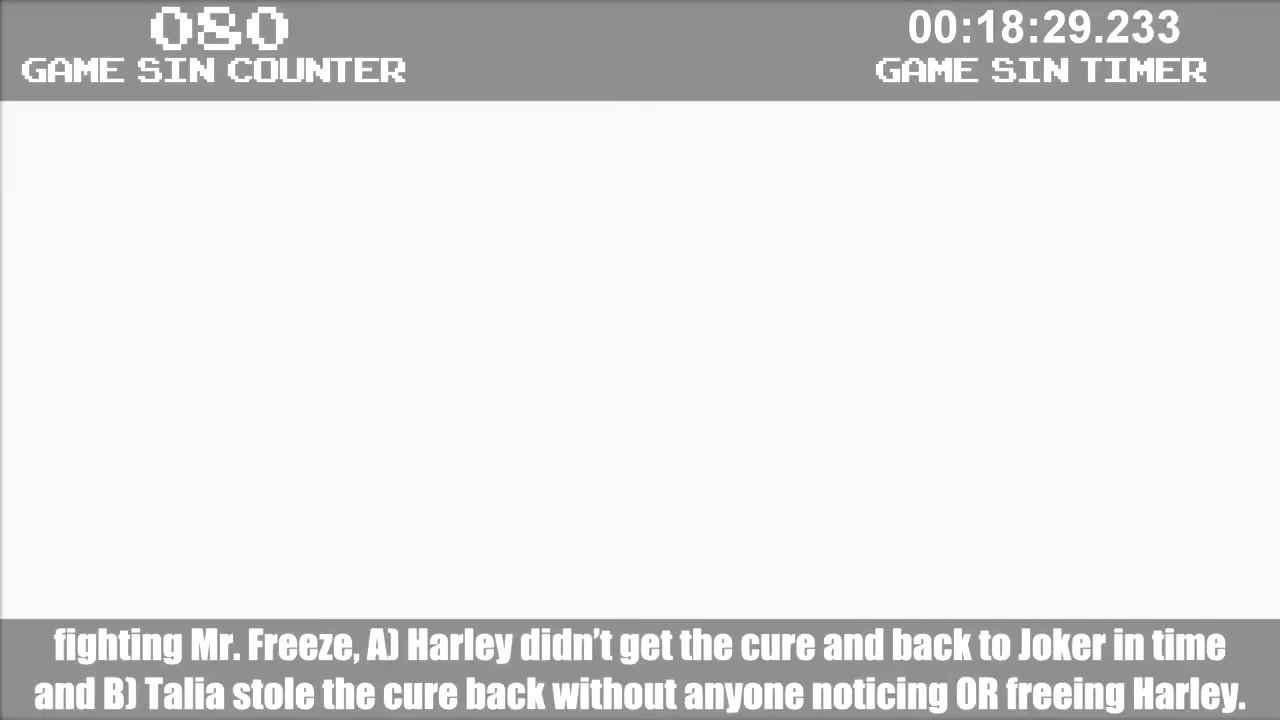 080
GAME SIN COUNTER
00:18:29.233
GAME SIN TIMER
fighting Mr. Freeze, A) Harley didn't get the cure and back to Joker in time
and B) Talia stole the cure back without anyone noticing OR freeing Harley.